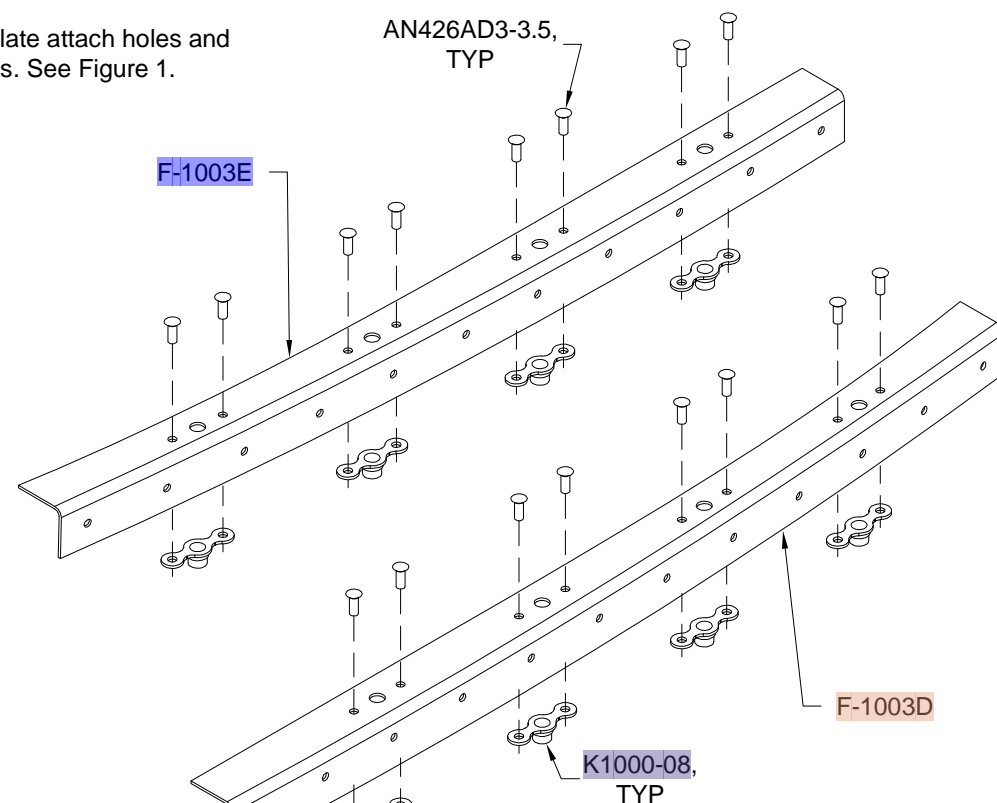 late attach holes and
s. See Figure 1.
AN426AD3-3.5,
TYP
F-1003E
F-1003D
K1000-08,
TYP